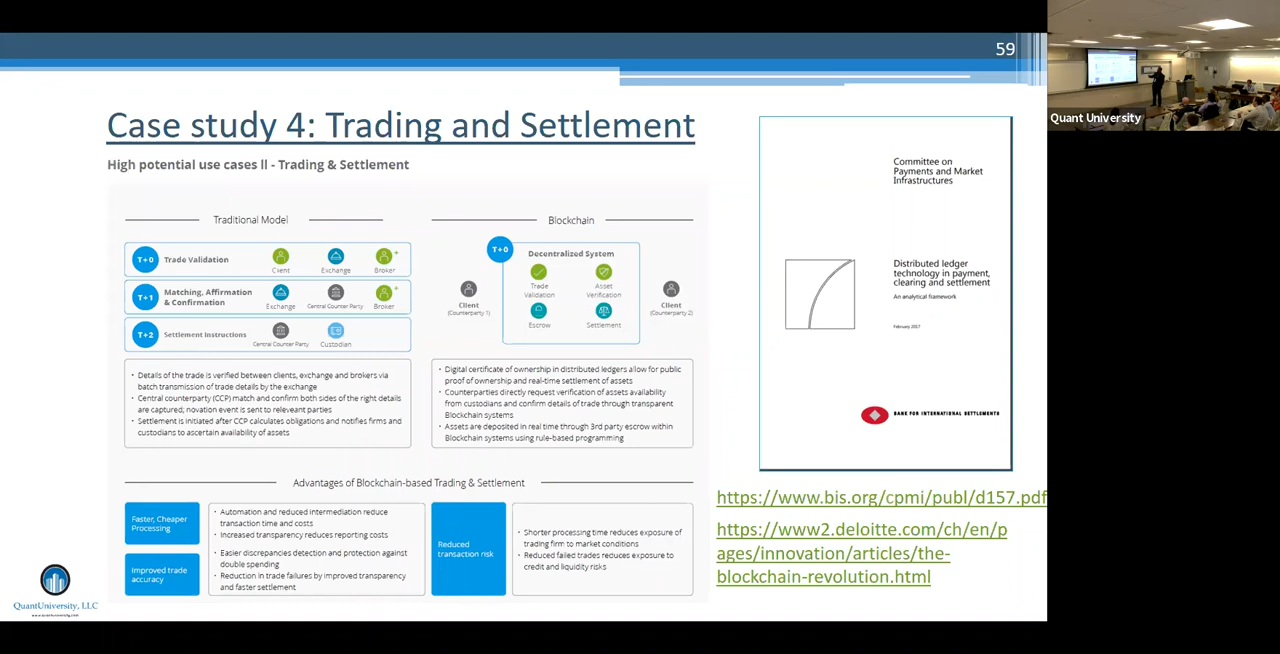 59
Quant University
Case study 4: Trading and Settlement
High potential use cases II - Trading & Settlement
Traditional Model
T+0 Trade Validation
Client
Exchange
Broker
T+1 Matching, Affirmation
& Confirmation
Exchange
Central Counter Party
Broker
T+2 Settlement Instructions
Central Counter Party
Custodian
• Details of the trade is verified between clients, exchange and brokers via
batch transmission of trade details by the exchange
• Central counterparty (CCP) match and confirm both sides of the right details
are captured; novation event is sent to releveant parties
• Settlement is initiated after CCP calculates obligations and notifies firms and
custodians to ascertain availability of assets
Blockchain
T+0
Decentralized System
Trade
Validation
Asset
Verification
Escrow
Settlement
Client
(Counterparty 1)
Client
(Counterparty 2)
• Digital certificate of ownership in distributed ledgers allow for public
proof of ownership and real-time settlement of assets
• Counterparties directly request verification of assets availability
from custodians and confirm details of trade through transparent
Blockchain systems
• Assets are deposited in real time through 3rd party escrow within
Blockchain systems using rule-based programming
Advantages of Blockchain-based Trading & Settlement
Faster, Cheaper
Processing
Improved trade
accuracy
• Automation and reduced intermediation reduce
transaction time and costs
• Increased transparency reduces reporting costs
• Easier discrepancies detection and protection against
double spending
• Reduction in trade failures by improved transparency
and faster settlement
Reduced
transaction risk
• Shorter processing time reduces exposure of
trading firm to market conditions
• Reduced failed trades reduces exposure to
credit and liquidity risks
Committee on
Payments and Market
Infrastructures
Distributed ledger
technology in payment,
clearing and settlement
An analytical framework
February 2017
BANK FOR INTERNATIONAL SETTLEMENTS
https://www.bis.org/cpmi/publ/d157.pdf
https://www2.deloitte.com/ch/en/p
ages/innovation/articles/the-
blockchain-revolution.html
QuantUniversity, LLC
www.quantuniversity.com